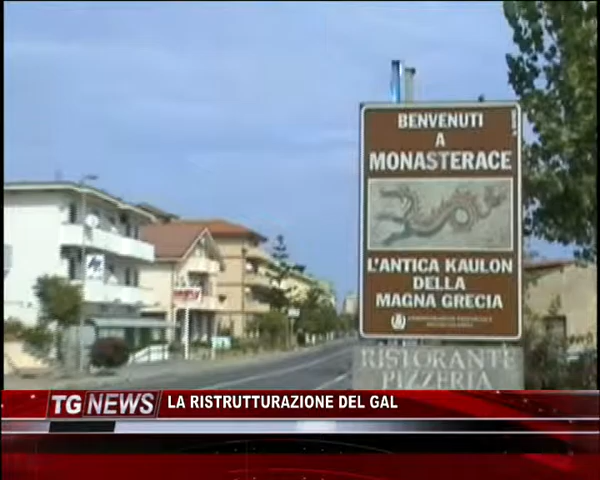 BENVENUTI
A
MONASTERACE
L'ANTICA KAULON
DELLA
MAGNA GRECIA
RISTORANTE
PIZZERIA
TG NEWS
LA RISTRUTTURAZIONE DEL GAL